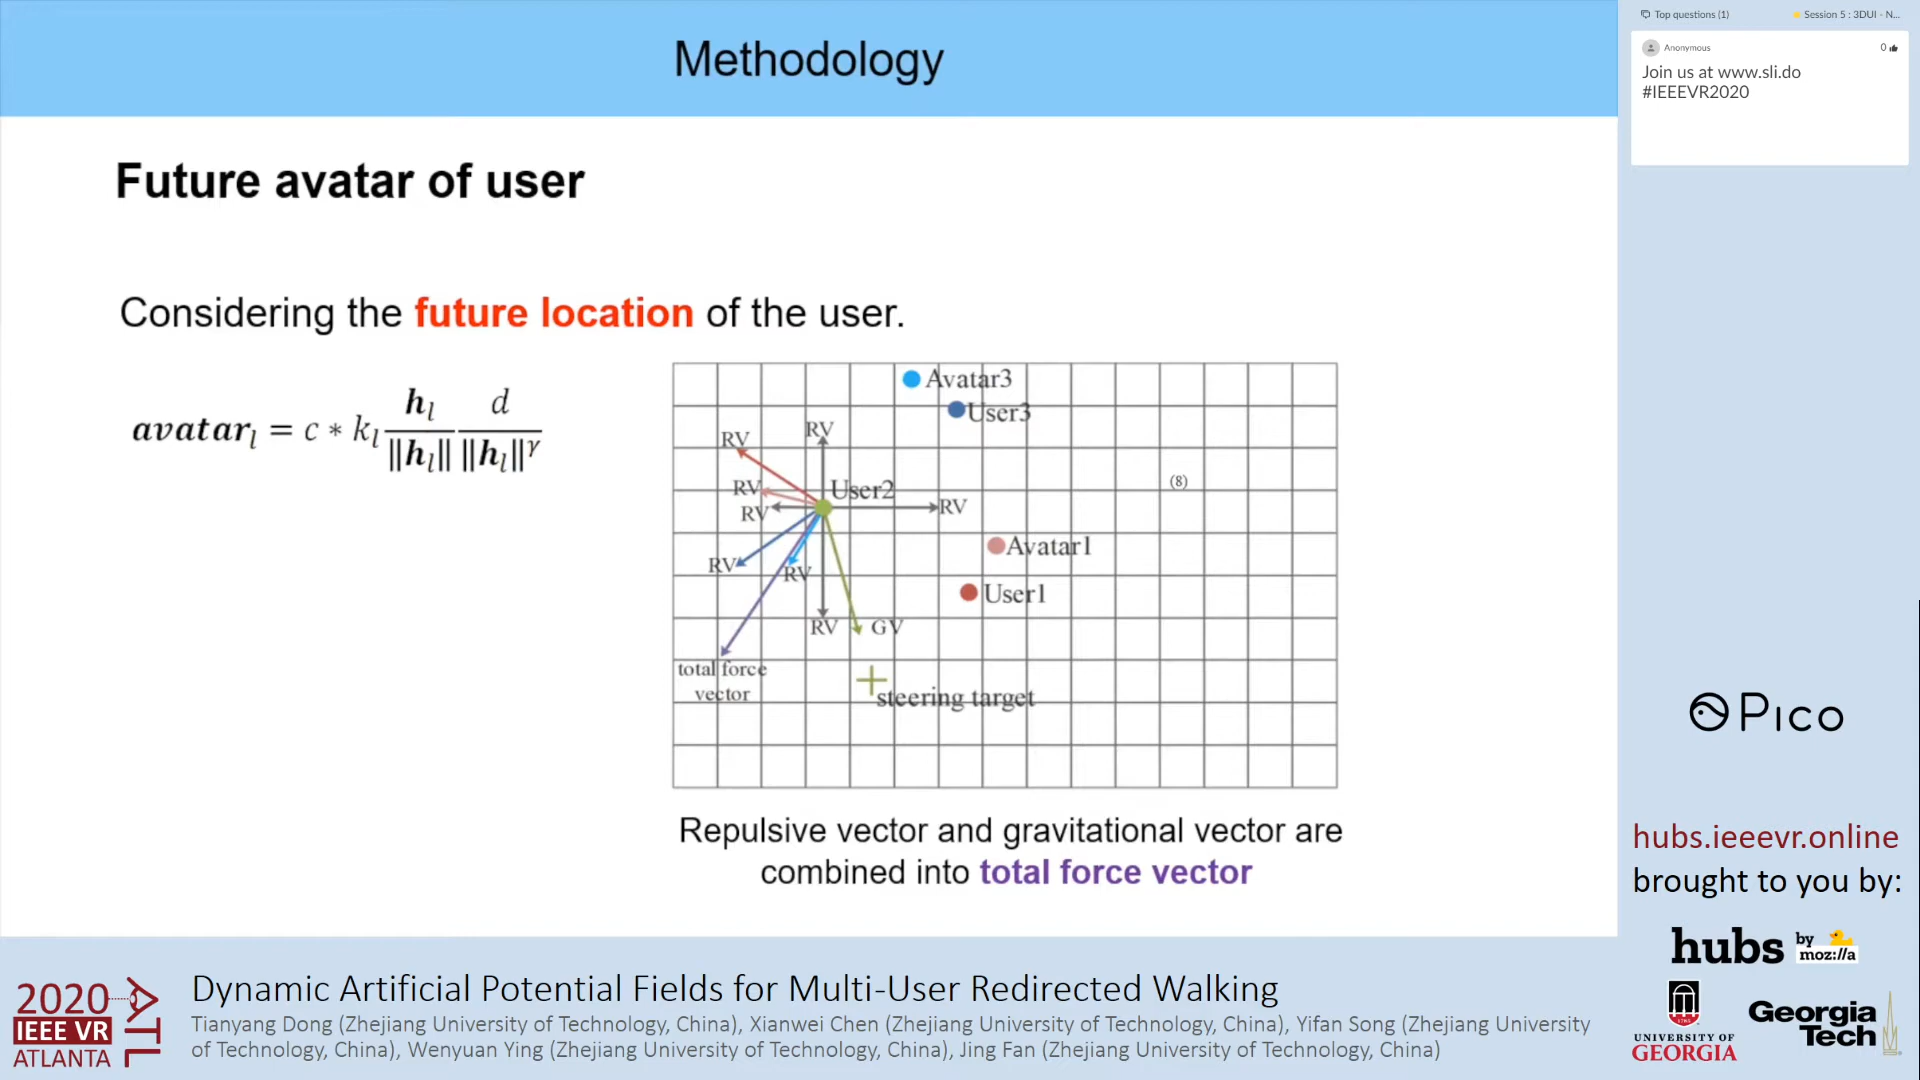 Methodology
Future avatar of user
Considering the future location of the user.
avatar_l = c * k_l h_l/‖h_l‖ d/‖h_l‖^γ
Avatar3
User3
RV
RV
RV
User2
RV
RV
RV
RV
Avatar1
User1
RV
GV
total force
vector
steering target
(8)
Repulsive vector and gravitational vector are
combined into total force vector
Top questions (1)
Session 5 : 3DUI - N...
Anonymous
0
Join us at www.sli.do
#IEEEVR2020
Pico
hubs.ieeevr.online
brought to you by:
hubs by moz://a
UNIVERSITY OF
GEORGIA
Georgia
Tech
2020
IEEE VR
ATLANTA
ATL
Dynamic Artificial Potential Fields for Multi-User Redirected Walking
Tianyang Dong (Zhejiang University of Technology, China), Xianwei Chen (Zhejiang University of Technology, China), Yifan Song (Zhejiang University
of Technology, China), Wenyuan Ying (Zhejiang University of Technology, China), Jing Fan (Zhejiang University of Technology, China)